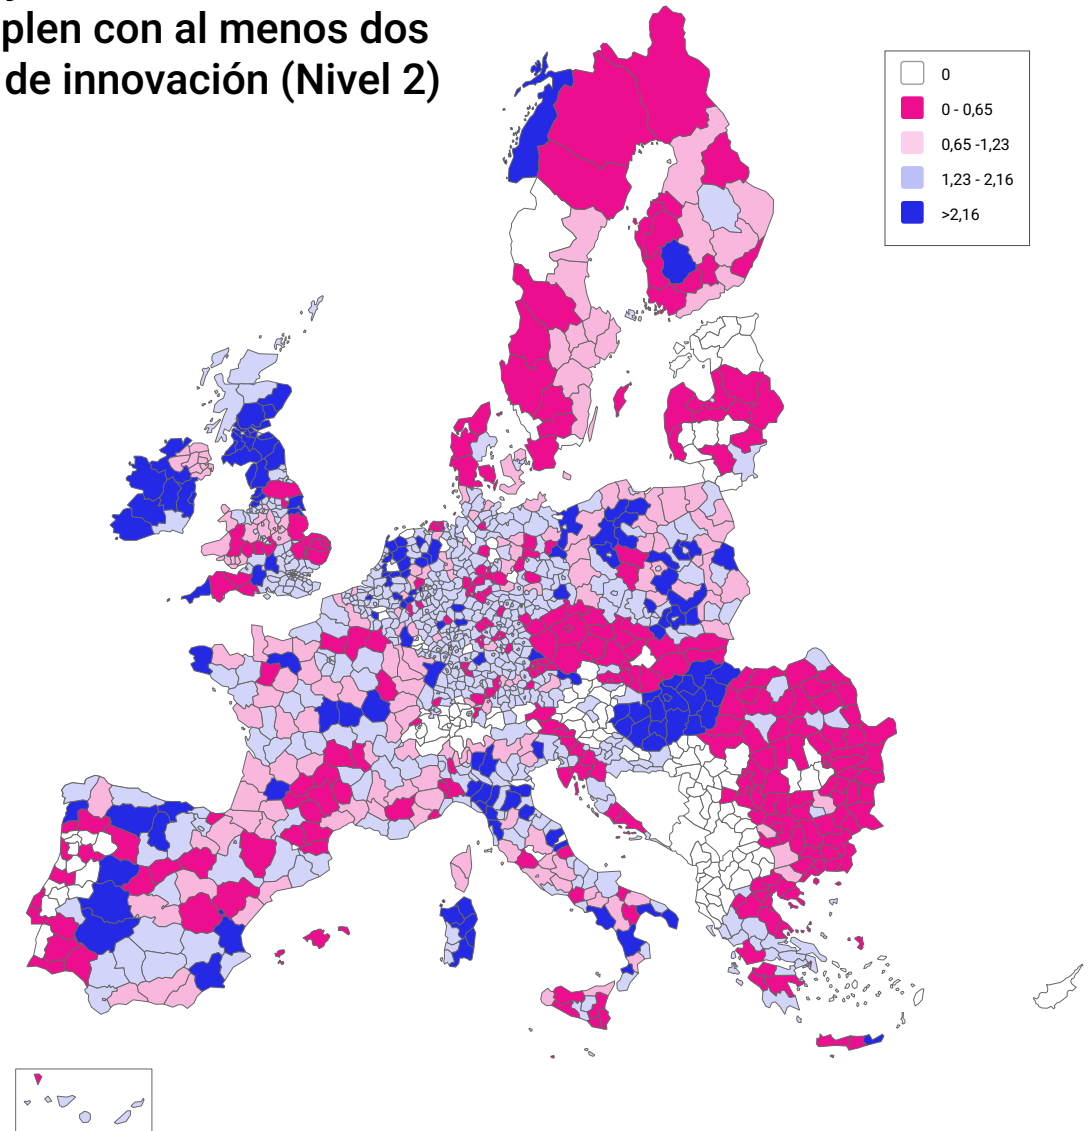 plen con al menos dos
de innovación (Nivel 2)
0
0 - 0,65
0,65 -1,23
1,23 - 2,16
>2,16